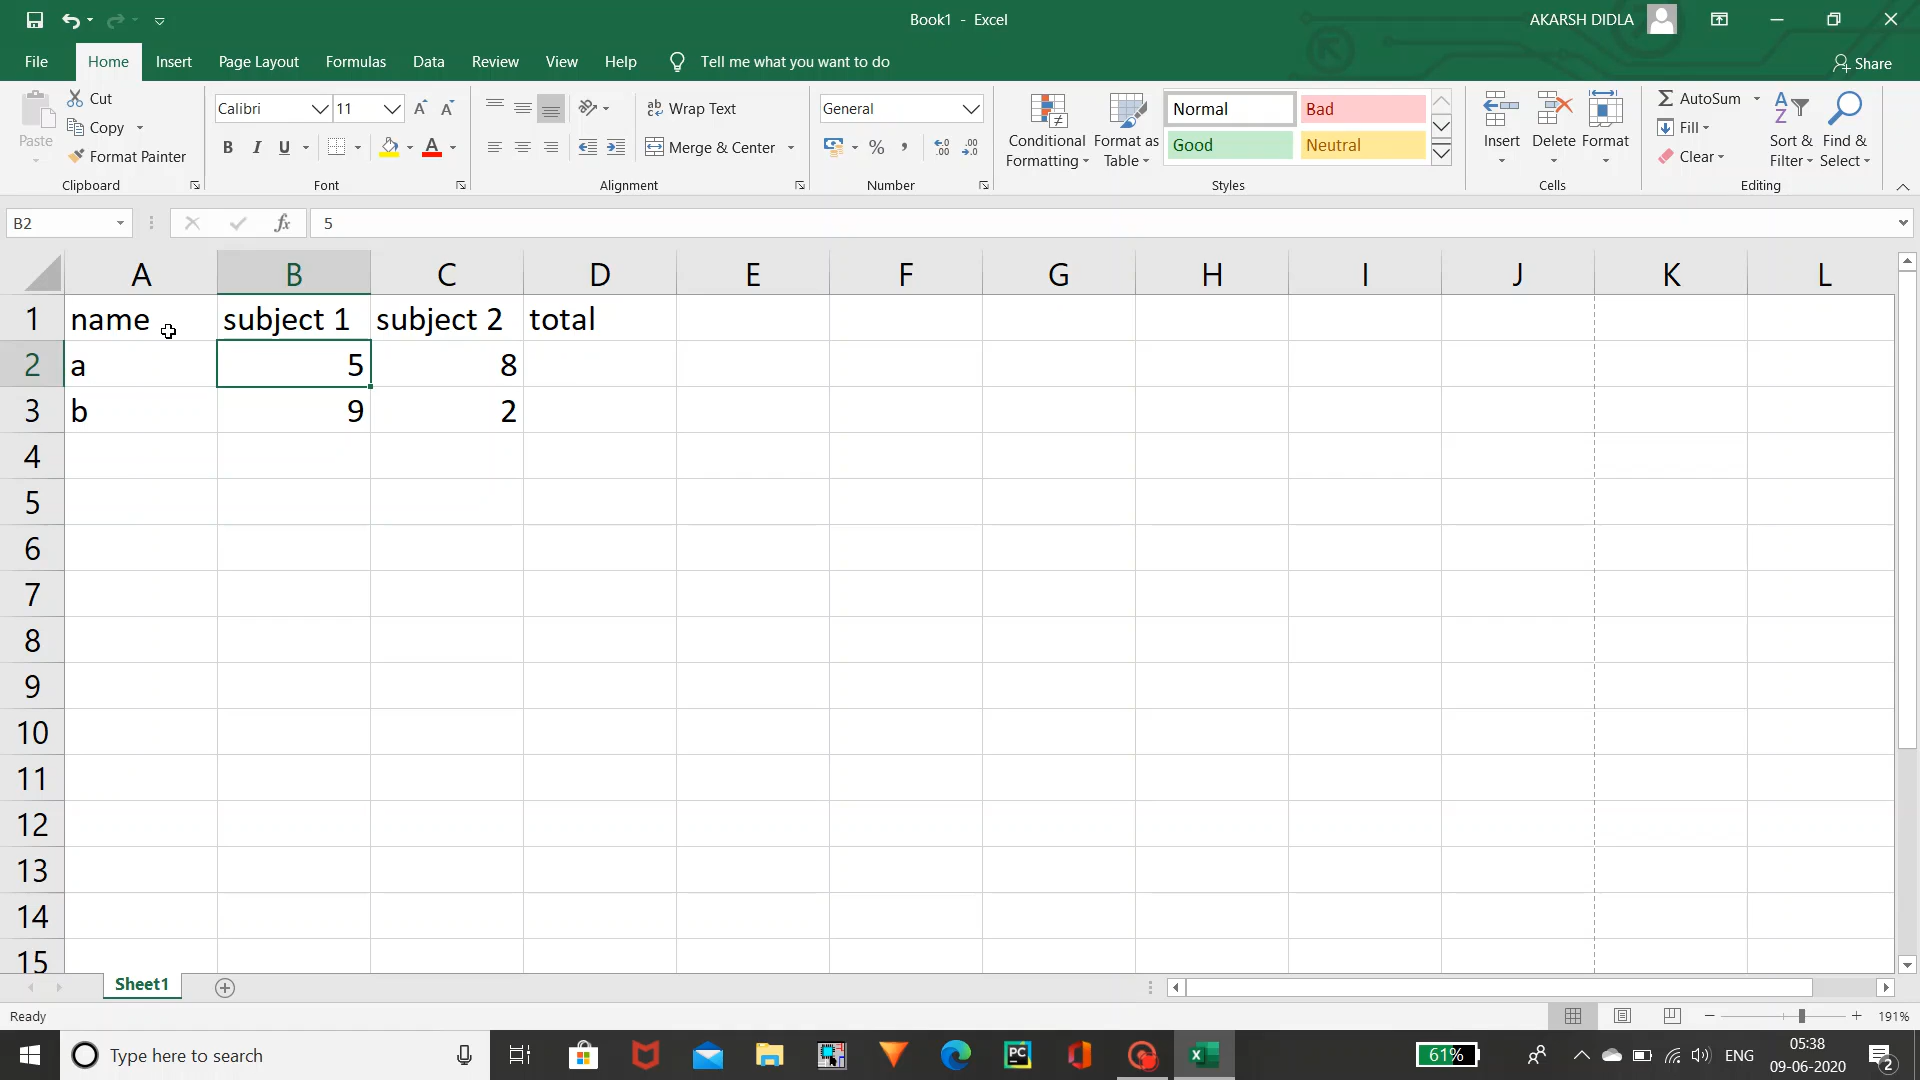 Book1 - Excel
AKARSH DIDLA
File Home Insert Page Layout Formulas Data Review View Help Tell me what you want to do
Share
Paste
Cut
Copy
Format Painter
Clipboard
Calibri 11
B I U
Font
Wrap Text
Merge & Center
Alignment
General
Number
Conditional Formatting
Format as Table
Normal Bad
Good Neutral
Styles
Insert Delete Format
Cells
AutoSum
Fill
Clear
Sort & Filter
Find & Select
Editing
B2 fx 5
A B C D E F G H I J K L
1 name subject 1 subject 2 total
2 a 5 8
3 b 9 2
4
5
6
7
8
9
10
11
12
13
14
15
Sheet1
Ready
191%
Type here to search
61%
ENG
05:38
09-06-2020
2